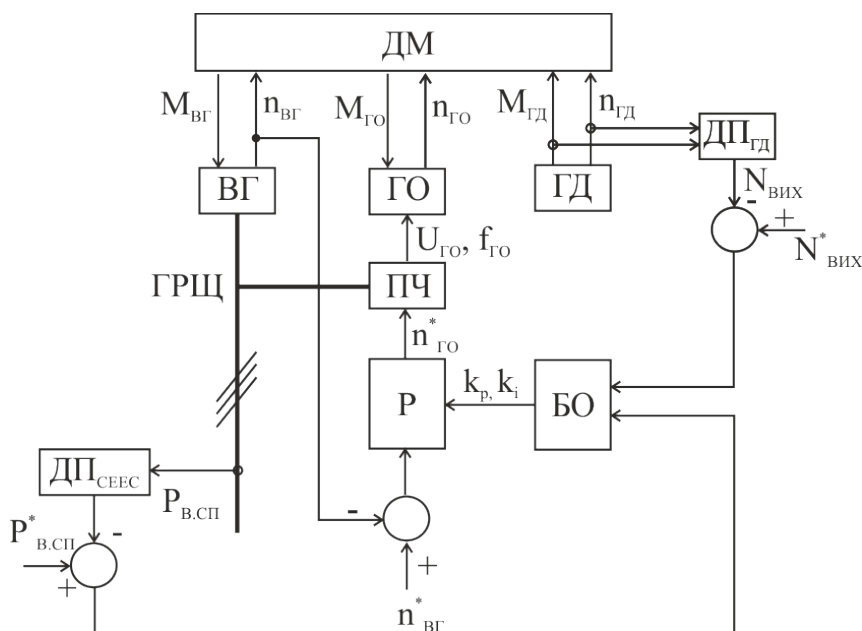 ДМ
M_ВГ n_ВГ M_ГО n_ГО M_ГД n_ГД
ДП_ГД
ВГ ГО ГД
N_ВИХ
- +
N*_ВИХ
U_ГО, f_ГО
ГРЩ ПЧ
n*_ГО
P k_p, k_i БО
ДП_СЕЕС
P_В.СП
- -
P*_В.СП
+ +
n*_ВГ